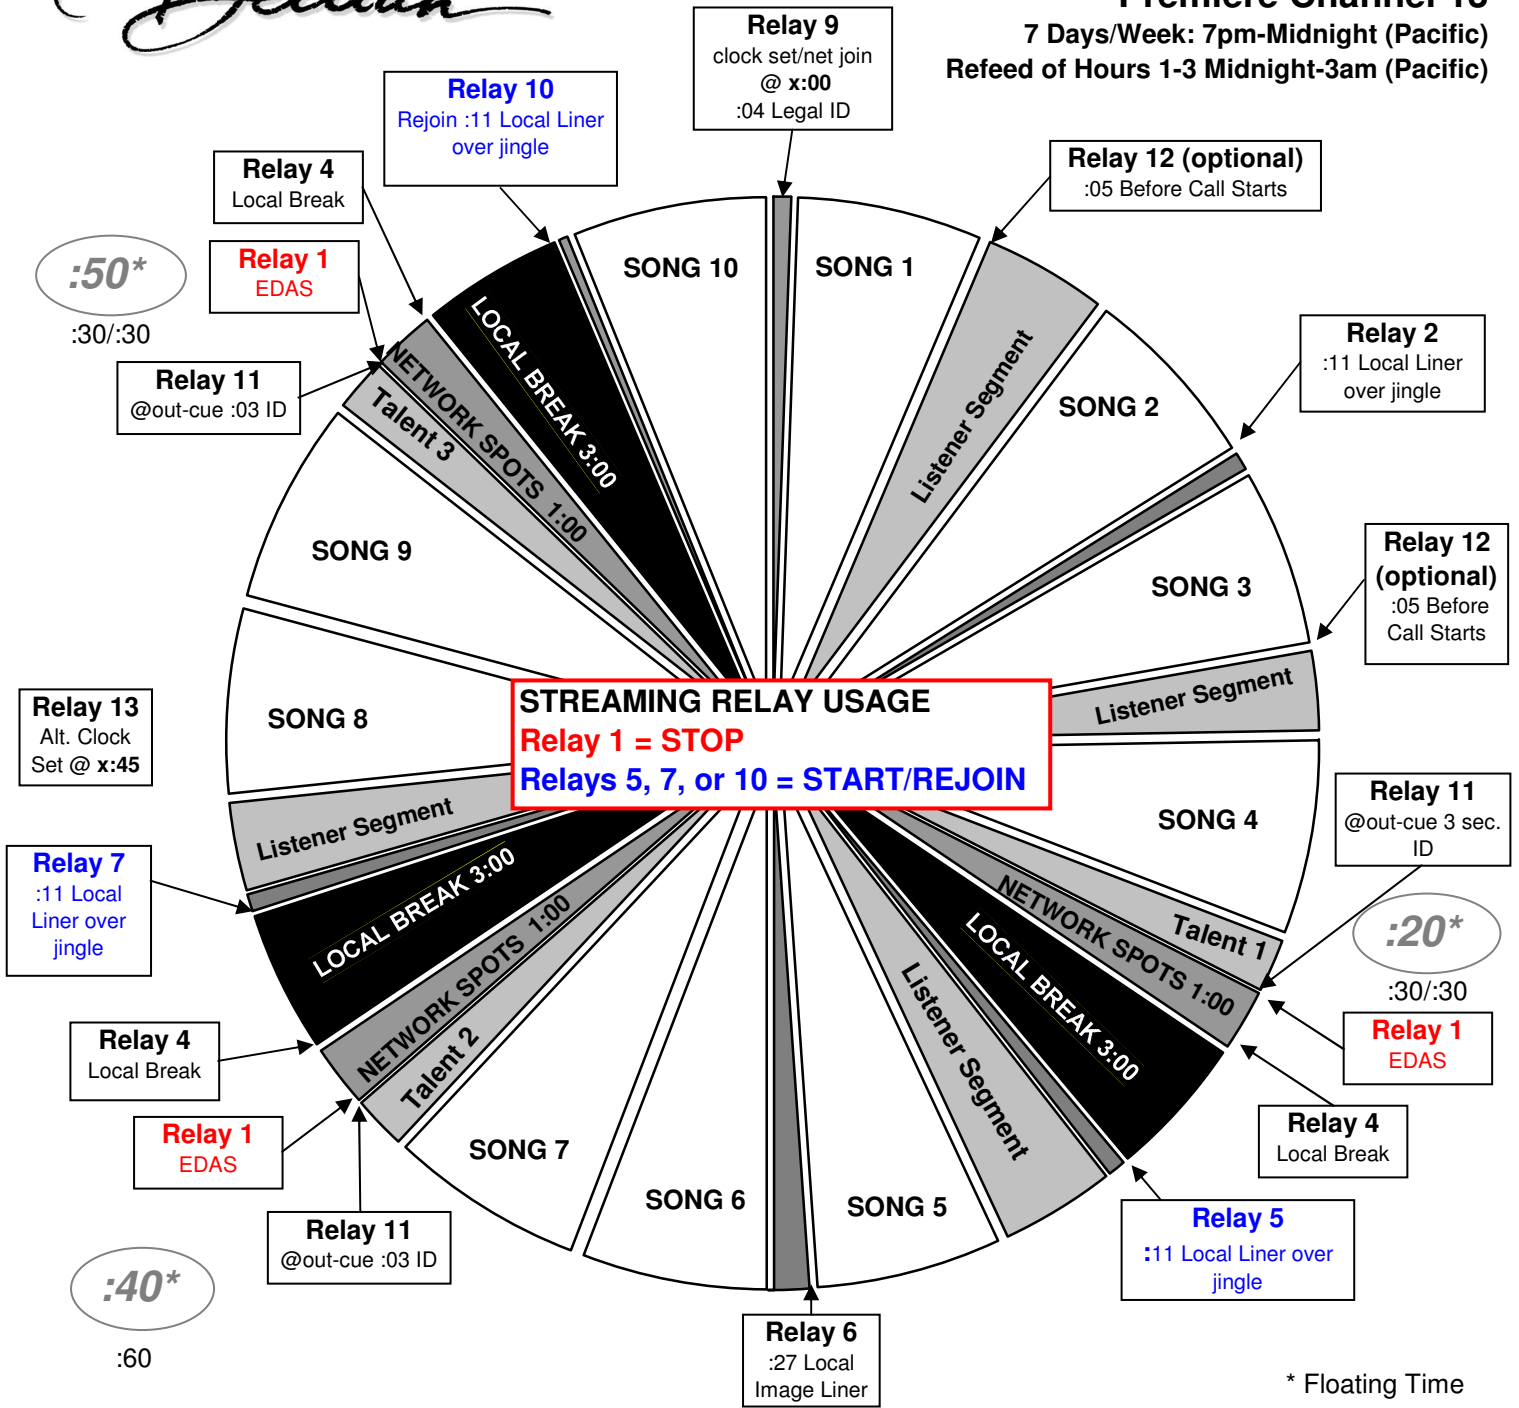 7 Days/Week: 7pm-Midnight (Pacific)
Refeed of Hours 1-3 Midnight-3am (Pacific)
Relay 9
clock set/net join
@ x:00
:04 Legal ID
Relay 10
Rejoin :11 Local Liner
over jingle
Relay 12 (optional)
:05 Before Call Starts
Relay 4
Local Break
Relay 1
EDAS
:50*
:30/:30
Relay 11
@out-cue :03 ID
SONG 10
SONG 1
Listener Segment
SONG 2
Relay 2
:11 Local Liner
over jingle
LOCAL BREAK 3:00
NETWORK SPOTS 1:00
Talent 3
SONG 9
SONG 3
Relay 12
(optional)
:05 Before
Call Starts
Listener Segment
SONG 8
Relay 13
Alt. Clock
Set @ x:45
STREAMING RELAY USAGE
Relay 1 = STOP
Relays 5, 7, or 10 = START/REJOIN
SONG 4
Relay 11
@out-cue 3 sec.
ID
Listener Segment
Relay 7
:11 Local
Liner over
jingle
LOCAL BREAK 3:00
NETWORK SPOTS 1:00
Talent 2
Talent 1
NETWORK SPOTS 1:00
LOCAL BREAK 3:00
Listener Segment
:20*
:30/:30
Relay 1
EDAS
Relay 4
Local Break
Relay 4
Local Break
Relay 1
EDAS
SONG 7
SONG 6
SONG 5
Relay 5
:11 Local Liner over
jingle
Relay 11
@out-cue :03 ID
:40*
:60
Relay 6
:27 Local
Image Liner
* Floating Time